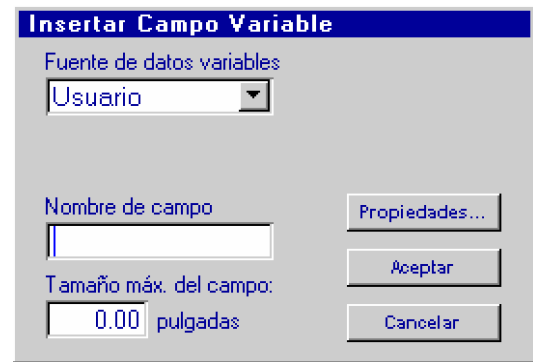 Insertar Campo Variable
Fuente de datos variables
Usuario
Nombre de campo
Propiedades...
Aceptar
Tamaño máx. del campo:
0.00 pulgadas
Cancelar